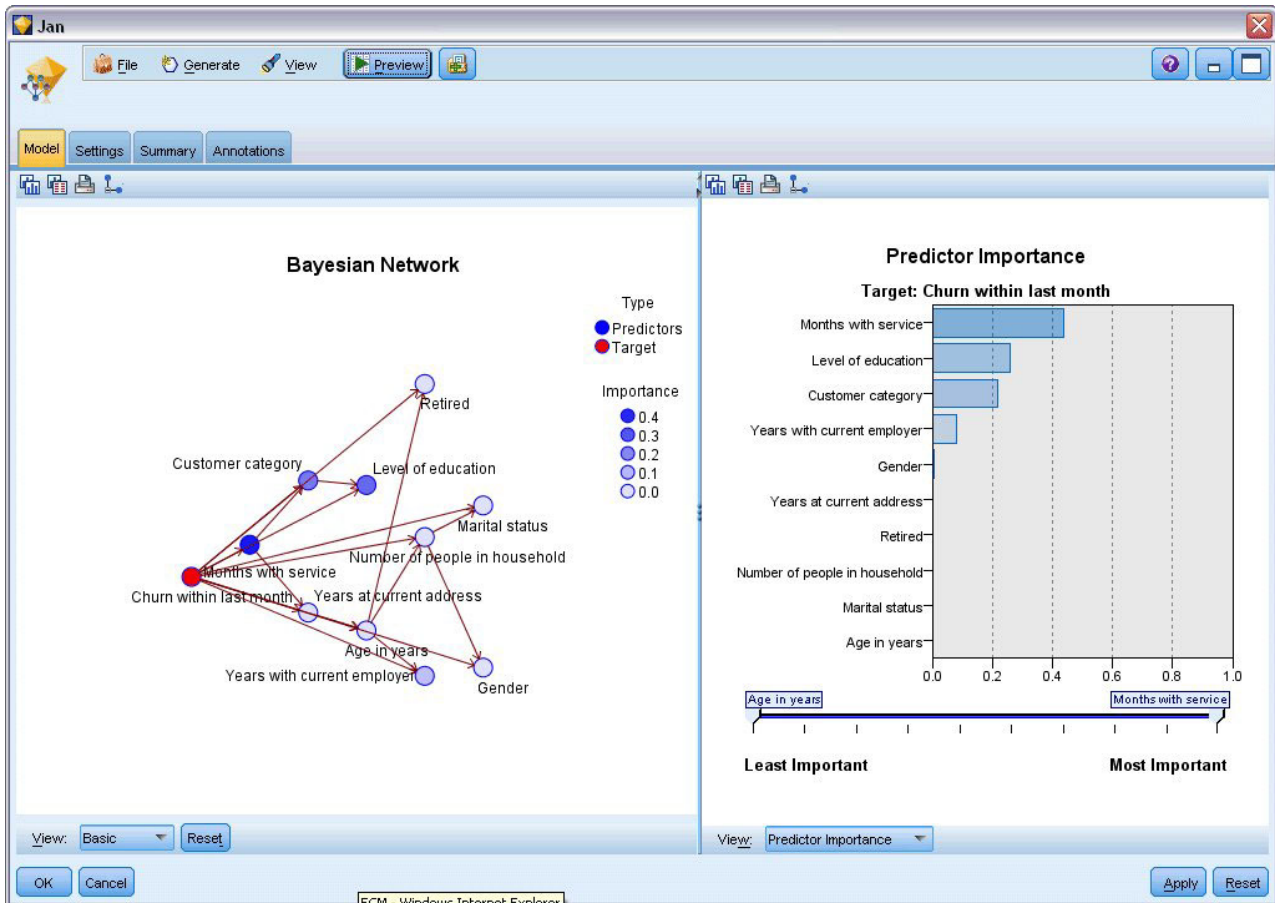 Jan
File Generate View Preview
Model Settings Summary Annotations
Bayesian Network
Type
Predictors
Target
Importance
0.4
0.3
0.2
0.1
0.0
Retired
Customer category
Level of education
Marital status
Number of people in household
Months with service
Churn within last month
Years at current address
Age in years
Years with current employer
Gender
View: Basic Reset
Predictor Importance
Target: Churn within last month
Months with service
Level of education
Customer category
Years with current employer
Gender
Years at current address
Retired
Number of people in household
Marital status
Age in years
0.0 0.2 0.4 0.6 0.8 1.0
Age in years Months with service
Least Important Most Important
View: Predictor Importance
OK Cancel
Apply Reset
ECM - Windows Internet Explorer